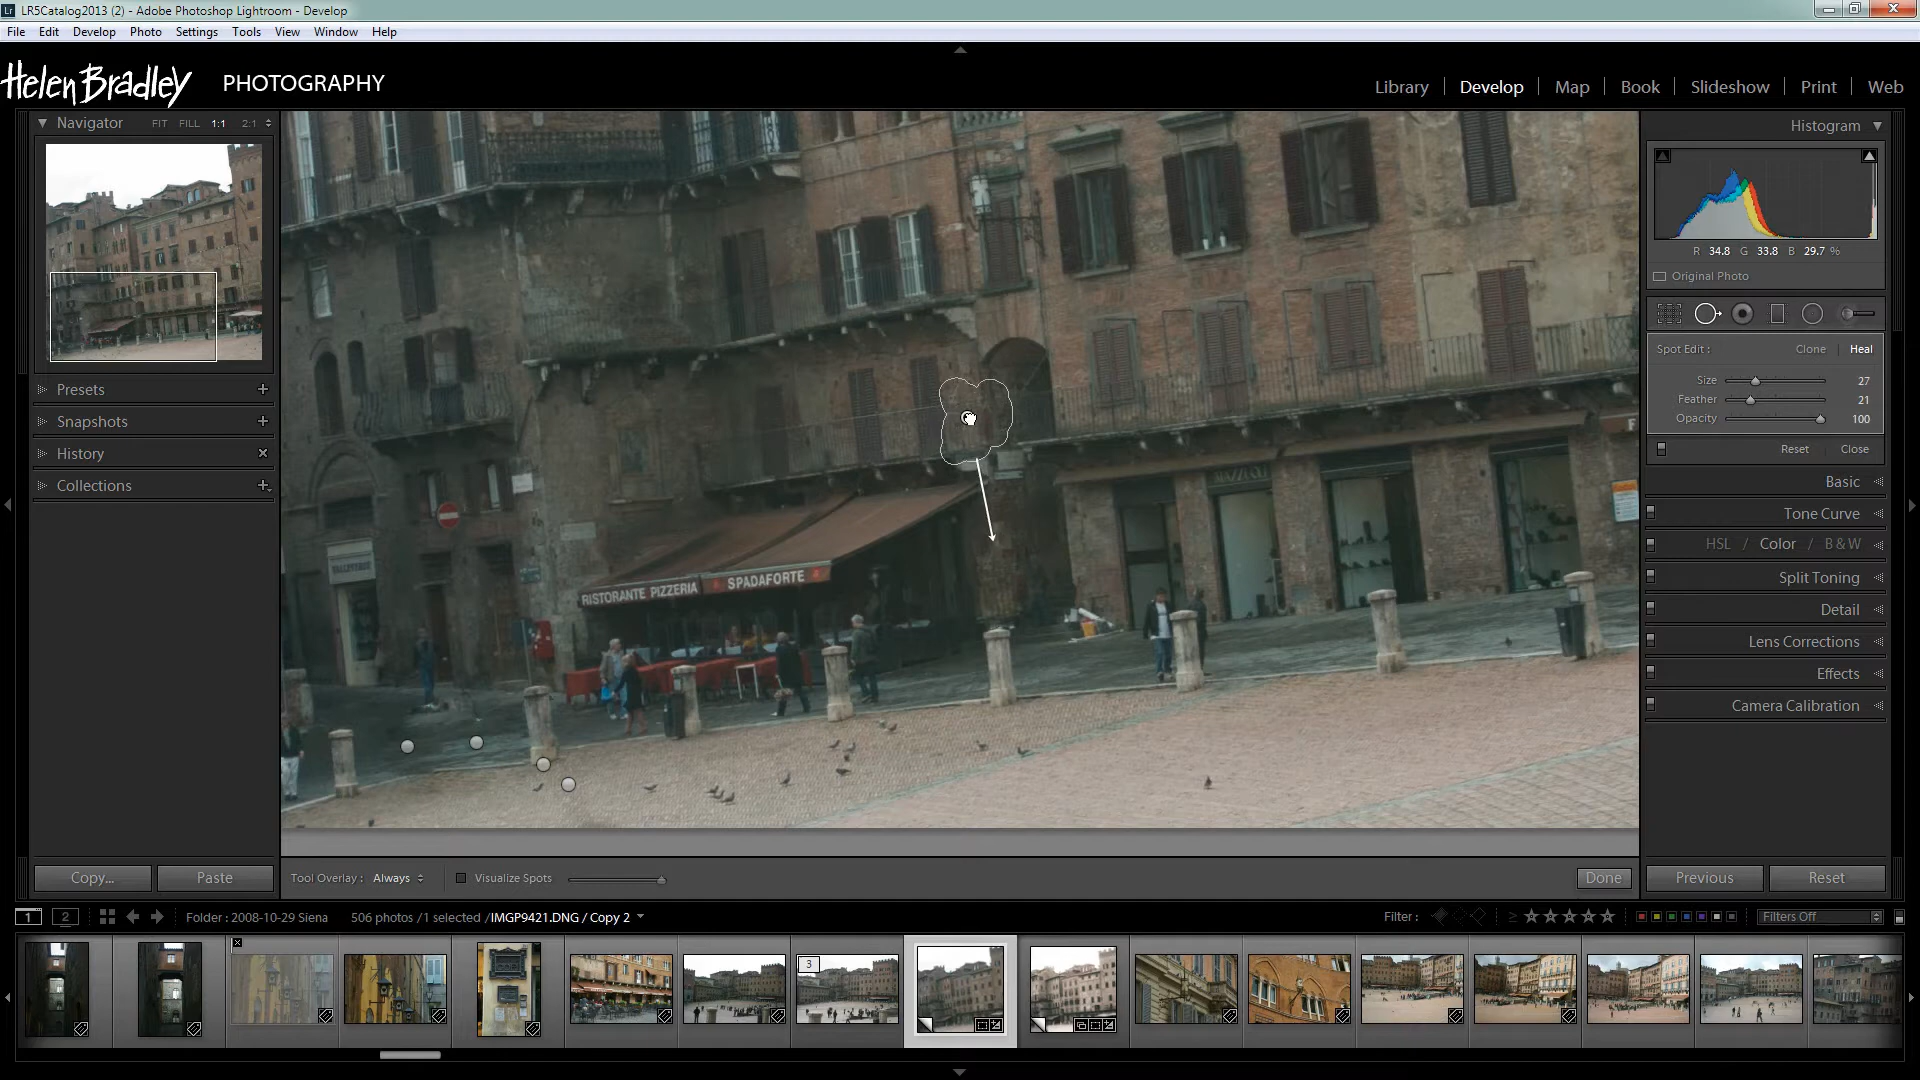 LR5Catalog2013 (2) - Adobe Photoshop Lightroom - Develop
File Edit Develop Photo Settings Tools View Window Help
Helen Bradley PHOTOGRAPHY
Library Develop Map Book Slideshow Print Web
Navigator FIT FILL 1:1 2:1
Histogram
R 34.8 G 33.8 B 29.7 %
Original Photo
Spot Edit : Clone Heal
Size 27
Feather 21
Opacity 100
Reset Close
Presets
Snapshots
History
Collections
Basic
Tone Curve
HSL / Color / B & W
Split Toning
Detail
Lens Corrections
Effects
Camera Calibration
RISTORANTE PIZZERIA SPADAFORTE
Copy... Paste
Tool Overlay : Always Visualize Spots Done
Previous Reset
1 2 Folder : 2008-10-29 Siena 506 photos /1 selected /IMGP9421.DNG / Copy 2 Filter : Filters Off
3